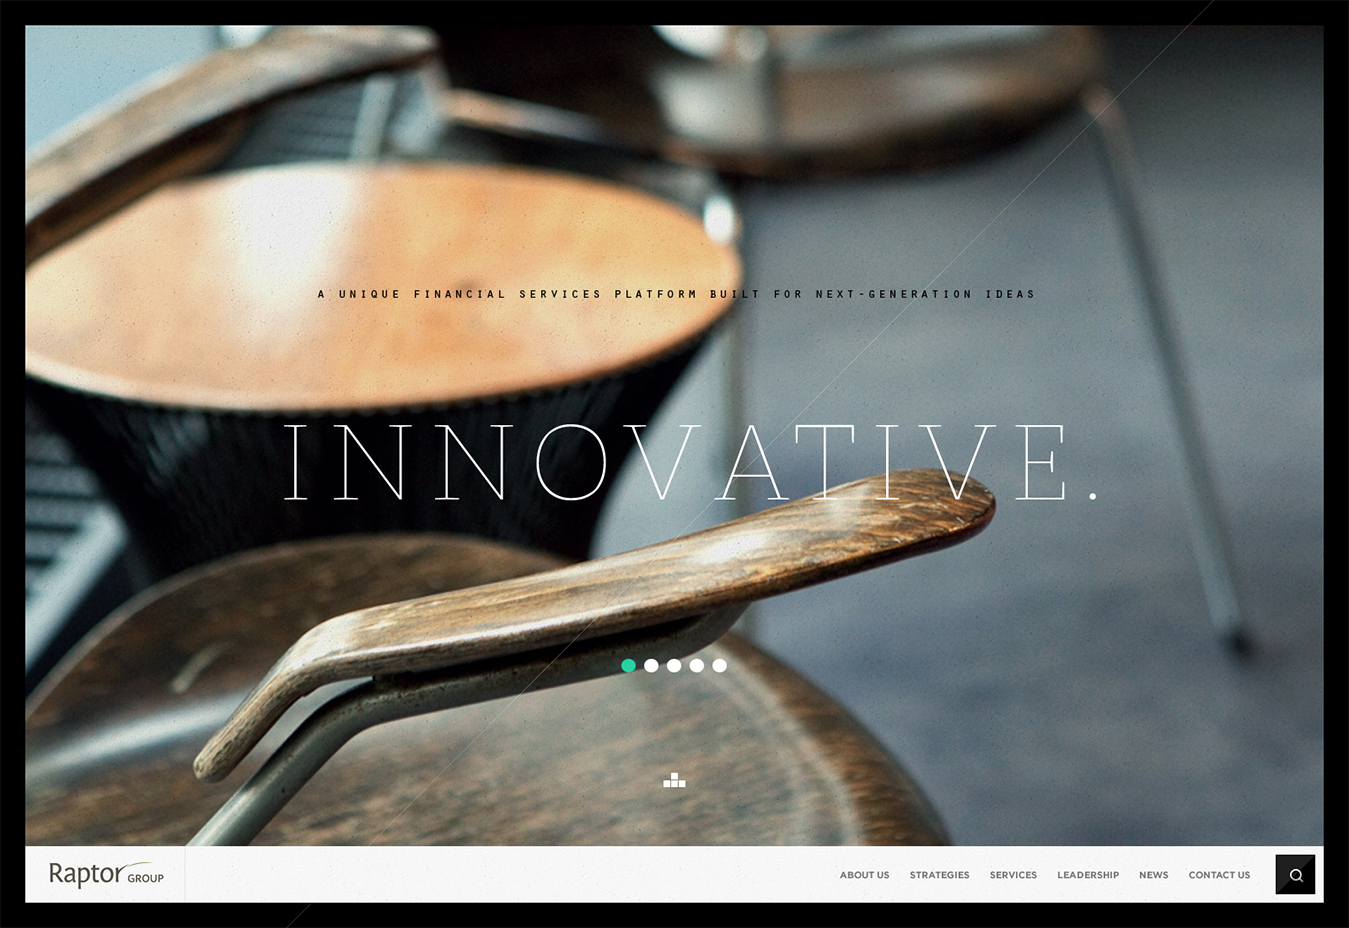 A UNIQUE FINANCIAL SERVICES PLATFORM BUILT FOR NEXT-GENERATION IDEAS
INNOVATIVE.
Raptor GROUP
ABOUT US STRATEGIES SERVICES LEADERSHIP NEWS CONTACT US